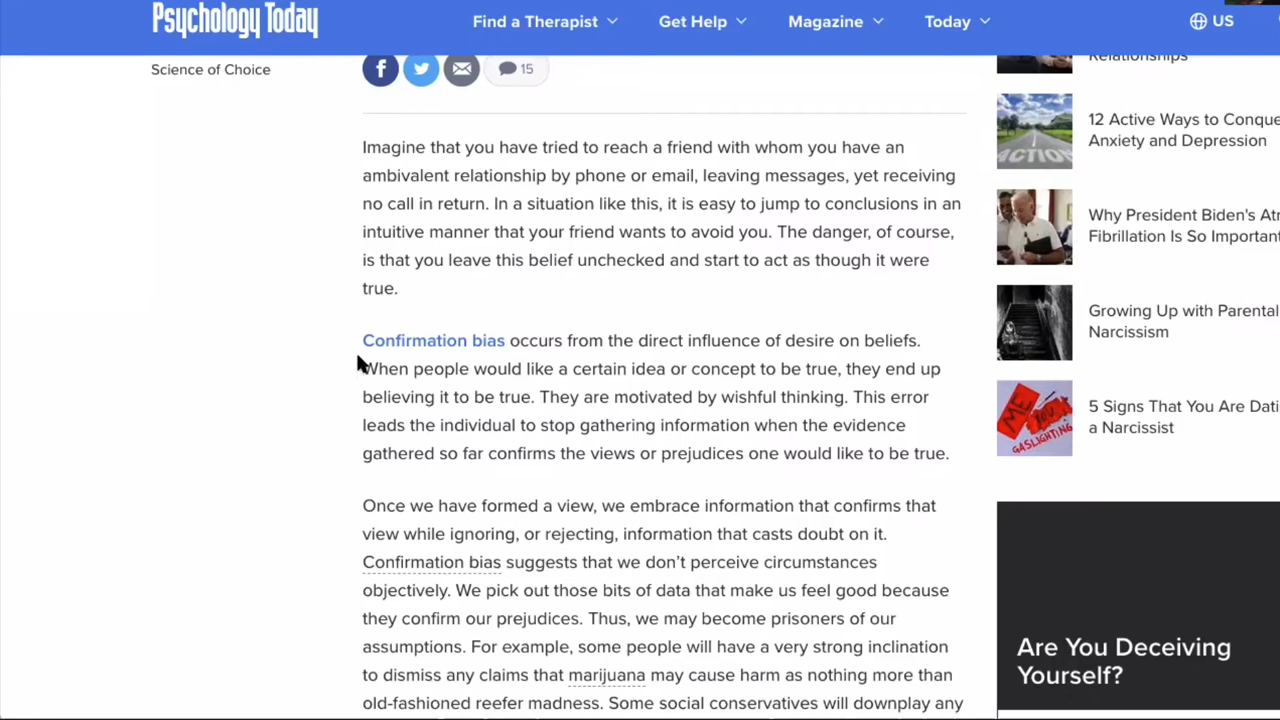 Psychology Today
Find a Therapist
Get Help
Magazine
Today
US
Science of Choice
15
Imagine that you have tried to reach a friend with whom you have an
ambivalent relationship by phone or email, leaving messages, yet receiving
no call in return. In a situation like this, it is easy to jump to conclusions in an
intuitive manner that your friend wants to avoid you. The danger, of course,
is that you leave this belief unchecked and start to act as though it were
true.
Confirmation bias occurs from the direct influence of desire on beliefs.
When people would like a certain idea or concept to be true, they end up
believing it to be true. They are motivated by wishful thinking. This error
leads the individual to stop gathering information when the evidence
gathered so far confirms the views or prejudices one would like to be true.
Once we have formed a view, we embrace information that confirms that
view while ignoring, or rejecting, information that casts doubt on it.
Confirmation bias suggests that we don’t perceive circumstances
objectively. We pick out those bits of data that make us feel good because
they confirm our prejudices. Thus, we may become prisoners of our
assumptions. For example, some people will have a very strong inclination
to dismiss any claims that marijuana may cause harm as nothing more than
old-fashioned reefer madness. Some social conservatives will downplay any
Relationships
ACTION
12 Active Ways to Conque
Anxiety and Depression
Why President Biden's At
Fibrillation Is So Important
Growing Up with Parental
Narcissism
ME
YOU
GASLIGHTING
5 Signs That You Are Dati
a Narcissist
Are You Deceiving
Yourself?